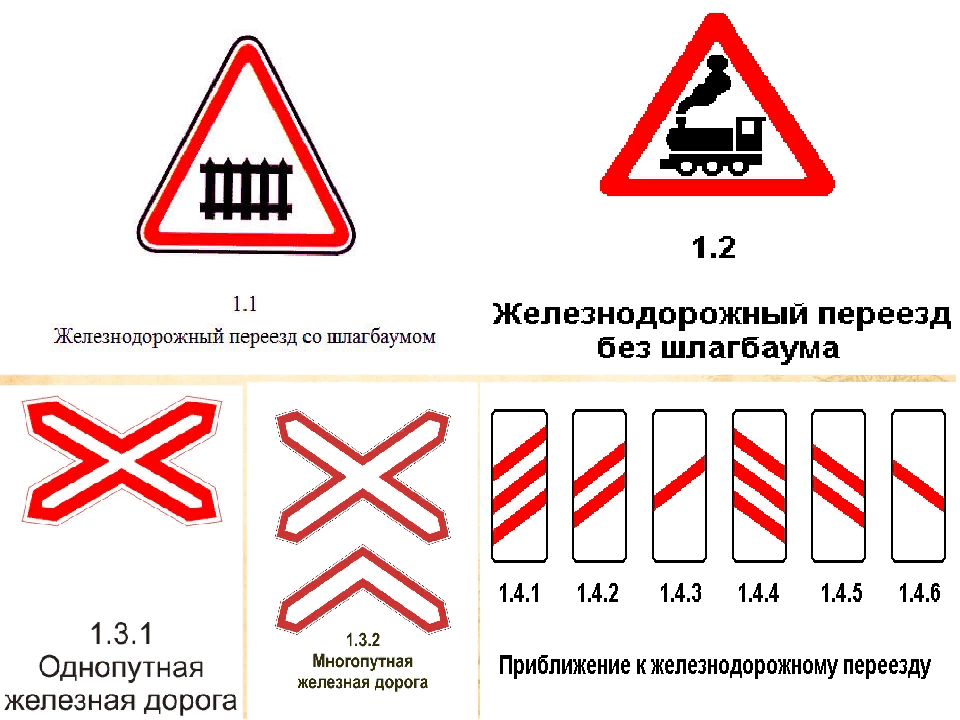 1.1
Железнодорожный переезд со шлагбаумом
1.2
Железнодорожный переезд
без шлагбаума
1.3.1
Однопутная
железная дорога
1.3.2
Многопутная
железная дорога
1.4.1 1.4.2 1.4.3 1.4.4 1.4.5 1.4.6
Приближение к железнодорожному переезду